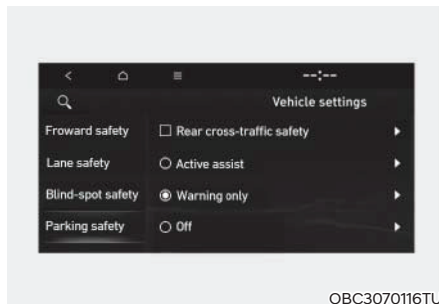 --:--
Vehicle settings
Froward safety
Rear cross-traffic safety
Lane safety
Active assist
Blind-spot safety
Warning only
Parking safety
Off
OBC3070116TU